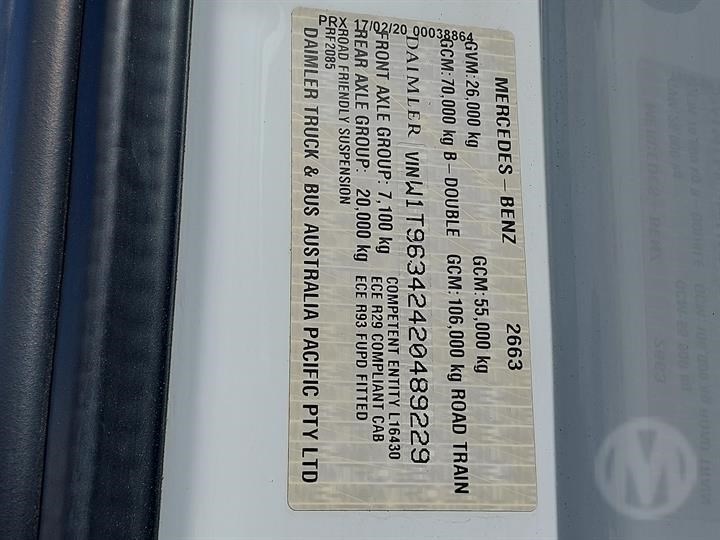 MERCEDES-BENZ 2663
GVM: 26,000 kg GCM: 55,000 kg
GCM: 70,000 kg B-DOUBLE GCM: 106,000 kg ROAD TRAIN
DAIMLER VIN W1T96342420489229
FRONT AXLE GROUP: 7,100 kg COMPETENT ENTITY L16430
REAR AXLE GROUP: 20,000 kg ECE R29 COMPLIANT CAB
ROAD FRIENDLY SUSPENSION ECE R93 FUPD FITTED
RF2085
DAIMLER TRUCK & BUS AUSTRALIA PACIFIC PTY LTD
PRX 17/02/20 00038864
M